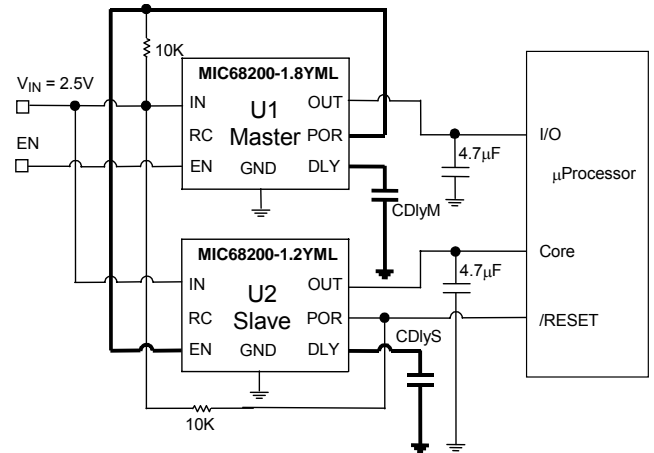 10K
MIC68200-1.8YML
VIN = 2.5V
IN
OUT
U1
Master
RC
POR
I/O
EN
EN
GND
DLY
4.7µF
µProcessor
CDlyM
MIC68200-1.2YML
Core
IN
OUT
4.7µF
U2
Slave
RC
POR
/RESET
CDlyS
EN
GND
DLY
10K